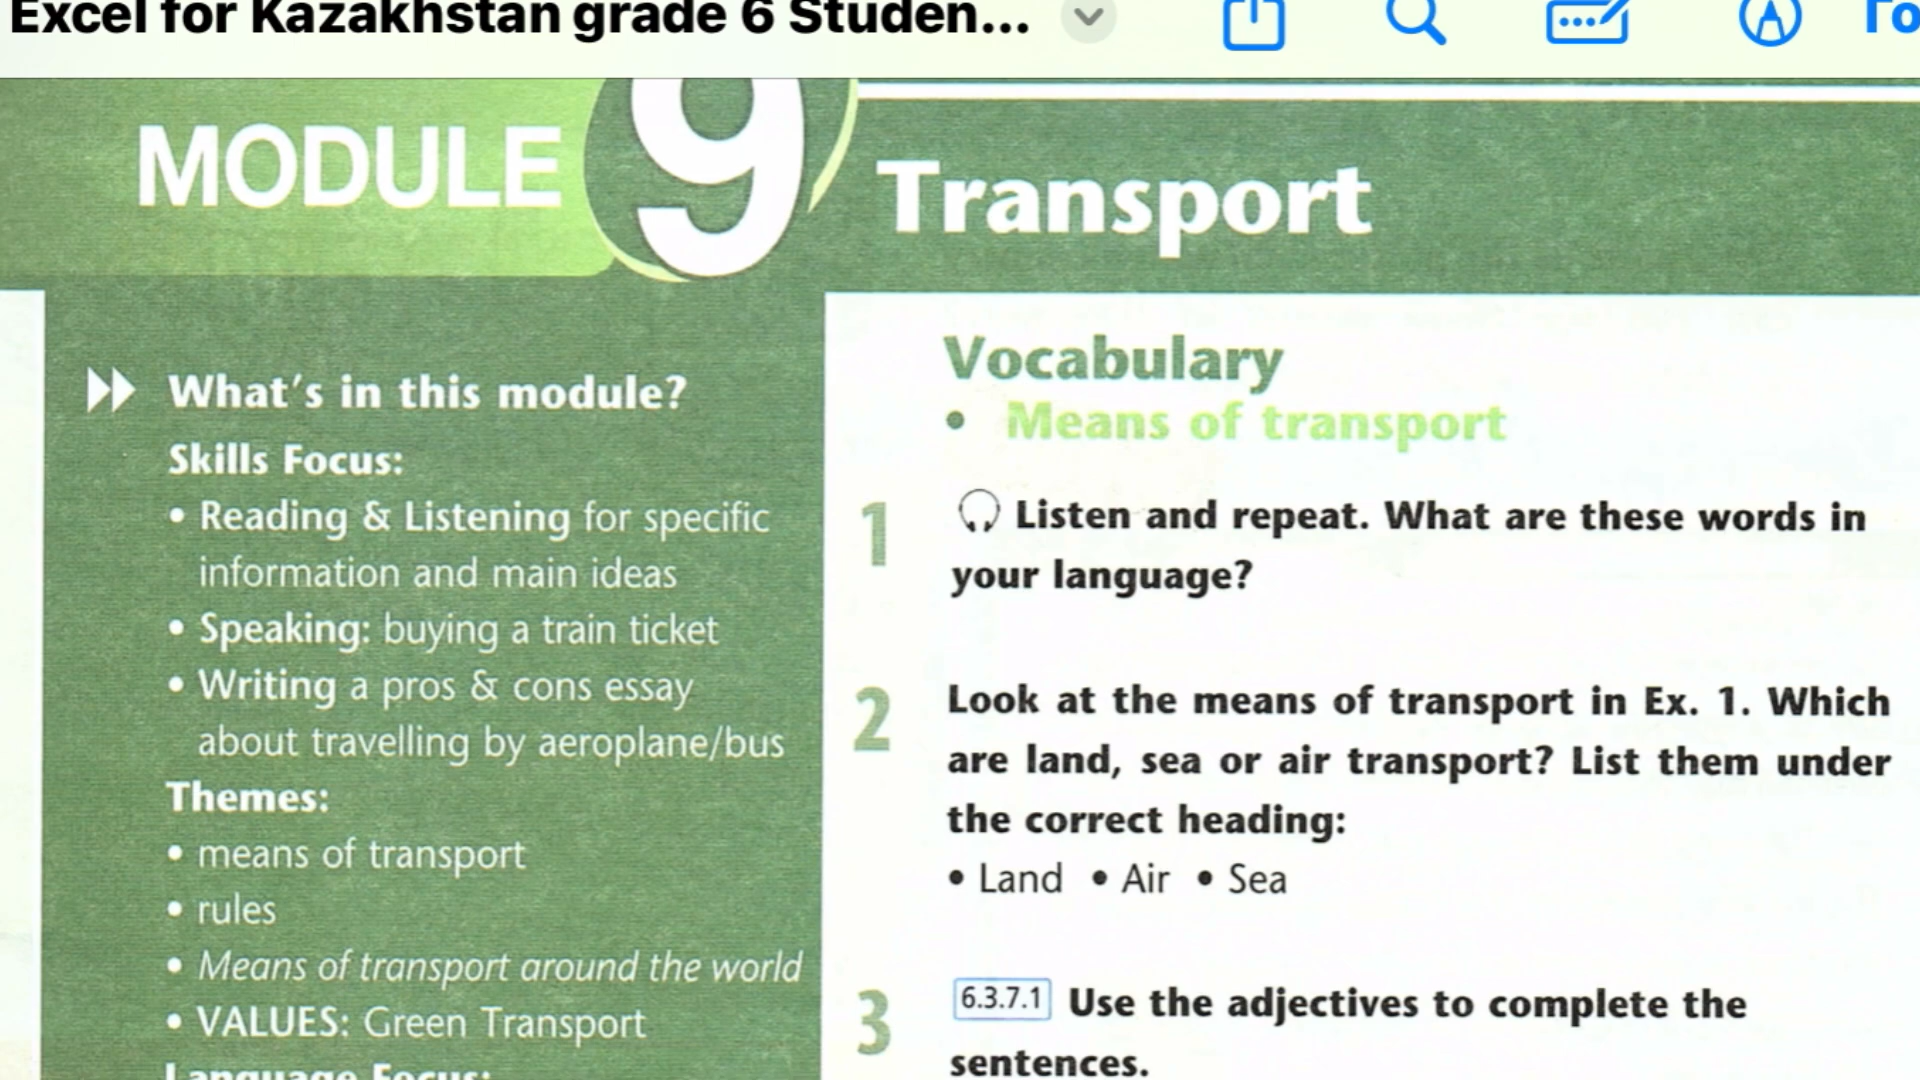 Excel for Kazakhstan grade 6 Studen...
MODULE 9 Transport
What's in this module?
Skills Focus:
• Reading & Listening for specific
information and main ideas
• Speaking: buying a train ticket
• Writing a pros & cons essay
about travelling by aeroplane/bus
Themes:
• means of transport
• rules
• Means of transport around the world
• VALUES: Green Transport
Language Focus:
Vocabulary
• Means of transport
1 Listen and repeat. What are these words in
your language?
2 Look at the means of transport in Ex. 1. Which
are land, sea or air transport? List them under
the correct heading:
• Land • Air • Sea
3 6.3.7.1 Use the adjectives to complete the
sentences.